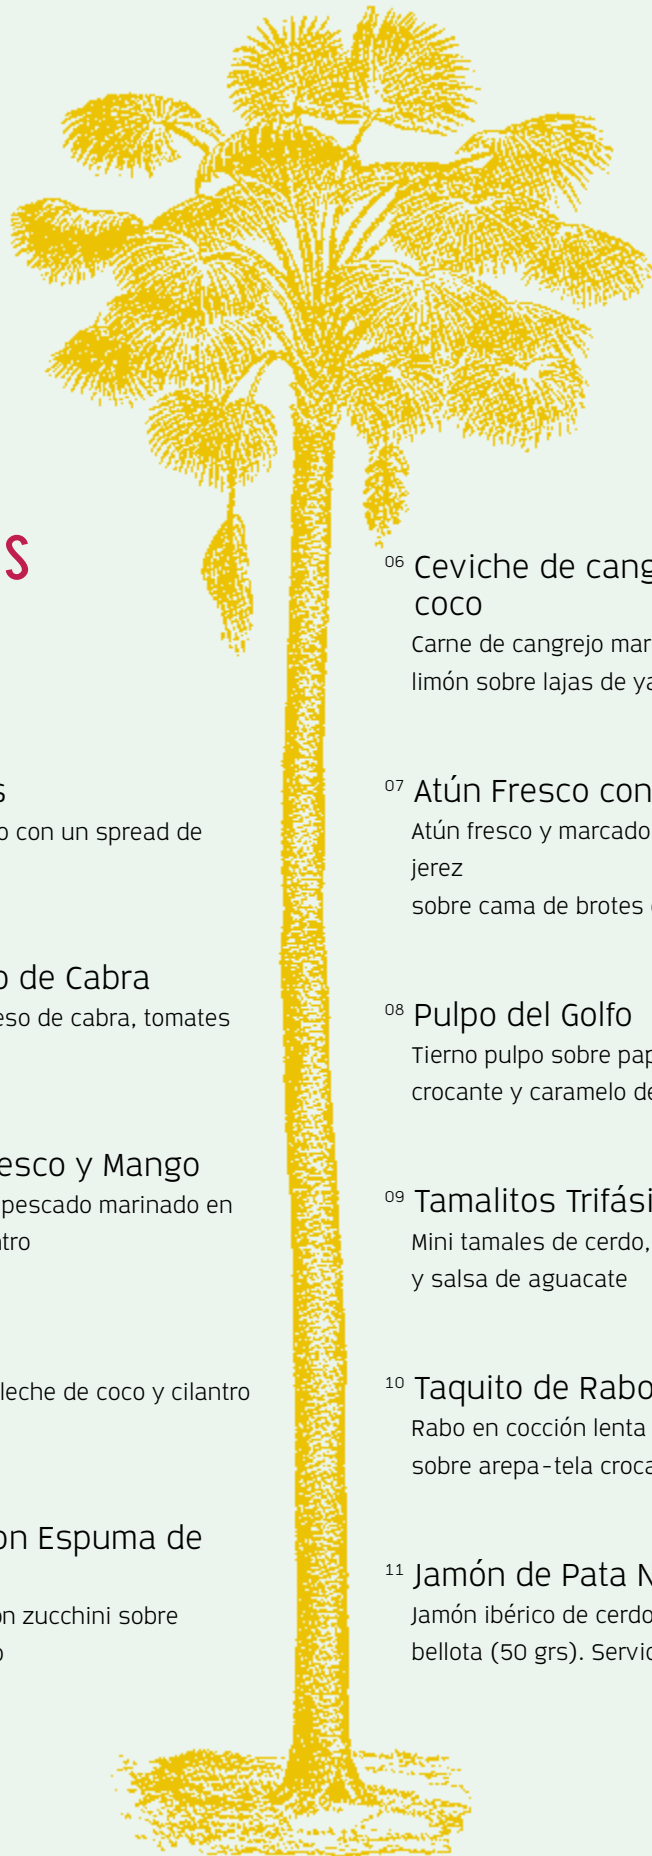 S
s
o con un spread de
o de Cabra
eso de cabra, tomates
esco y Mango
pescado marinado en
tro
leche de coco y cilantro
on Espuma de
on zucchini sobre
o
06 Ceviche de cang
coco
Carne de cangrejo mar
limón sobre lajas de ya
07 Atún Fresco con
Atún fresco y marcado
jerez
sobre cama de brotes
08 Pulpo del Golfo
Tierno pulpo sobre pap
crocante y caramelo de
09 Tamalitos Trifási
Mini tamales de cerdo,
y salsa de aguacate
10 Taquito de Rabo
Rabo en cocción lenta
sobre arepa-tela croca
11 Jamón de Pata N
Jamón ibérico de cerdo
bellota (50 grs). Servic